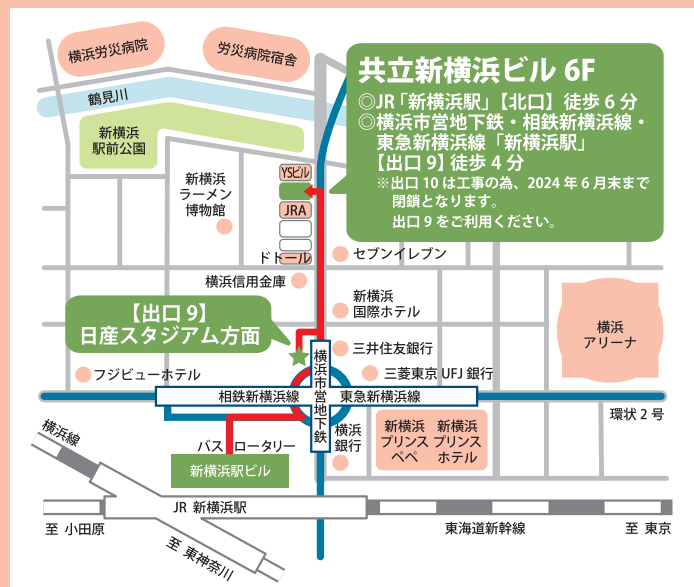 横浜労災病院
労災病院宿舎
鶴見川
新横浜
駅前公園
共立新横浜ビル 6F
◎JR「新横浜駅」【北口】徒歩 6 分
◎横浜市営地下鉄・相鉄新横浜線・
東急新横浜線「新横浜駅」
【出口 9】徒歩 4 分
※出口 10 は工事の為、2024 年 6 月末まで
閉鎖となります。
出口 9 をご利用ください。
新横浜
ラーメン
博物館
YSビル
JRA
ドトール
セブンイレブン
横浜信用金庫
新横浜
国際ホテル
【出口 9】
日産スタジアム方面
横浜
アリーナ
三井住友銀行
三菱東京 UFJ 銀行
フジビューホテル
横浜市営地下鉄
相鉄新横浜線
東急新横浜線
環状 2 号
バス ロータリー
横浜
銀行
新横浜
プリンス
ペペ
新横浜
プリンス
ホテル
新横浜駅ビル
横浜線
JR 新横浜駅
至 小田原
至 東神奈川
東海道新幹線
至 東京